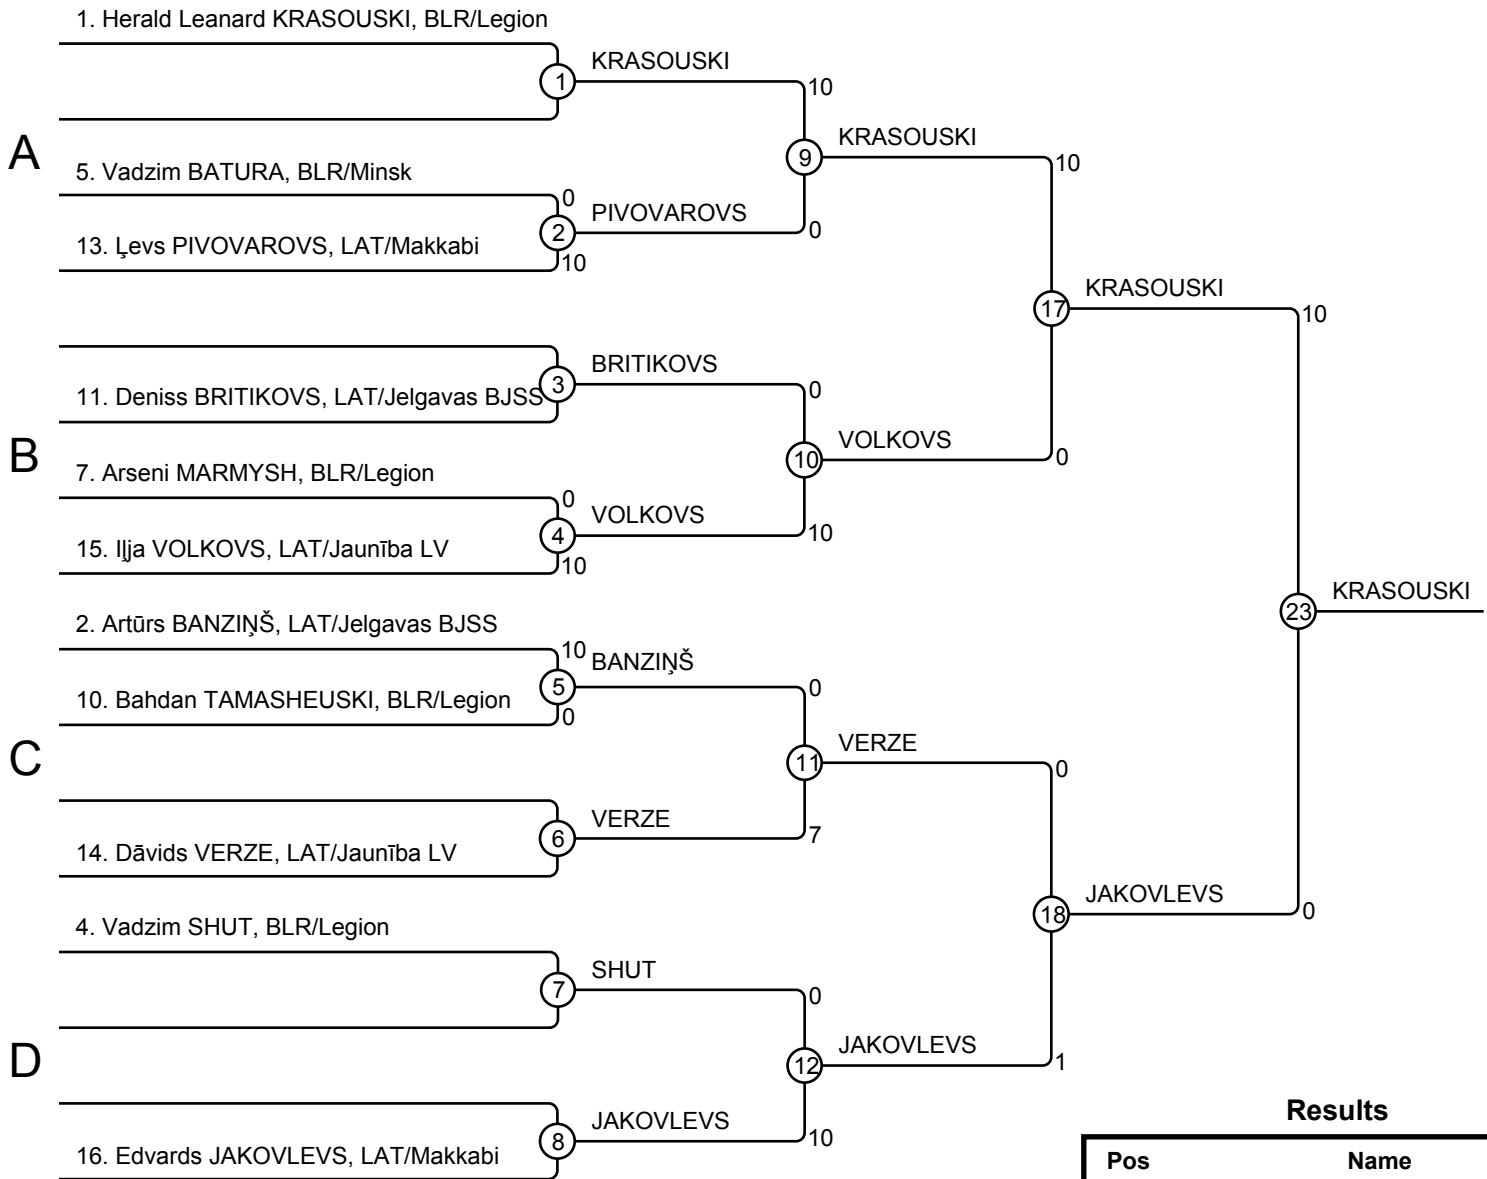 1. Herald Leanard KRASOUSKI, BLR/Legion
1
KRASOUSKI
10
A
5. Vadzim BATURA, BLR/Minsk
0
13. Ļevs PIVOVAROVS, LAT/Makkabi
10
2
PIVOVAROVS
0
9
KRASOUSKI
10
11. Deniss BRITIKOVS, LAT/Jelgavas BJSS
3
BRITIKOVS
0
B
7. Arseni MARMYSH, BLR/Legion
0
15. Iļja VOLKOVS, LAT/Jaunība LV
10
4
VOLKOVS
10
10
VOLKOVS
0
17
KRASOUSKI
10
2. Artūrs BANZIŅŠ, LAT/Jelgavas BJSS
10
10. Bahdan TAMASHEUSKI, BLR/Legion
0
5
BANZIŅŠ
0
C
14. Dāvids VERZE, LAT/Jaunība LV
6
VERZE
7
11
VERZE
0
4. Vadzim SHUT, BLR/Legion
7
SHUT
0
D
16. Edvards JAKOVLEVS, LAT/Makkabi
8
JAKOVLEVS
10
12
JAKOVLEVS
1
18
JAKOVLEVS
0
23
KRASOUSKI
Results
Pos Name